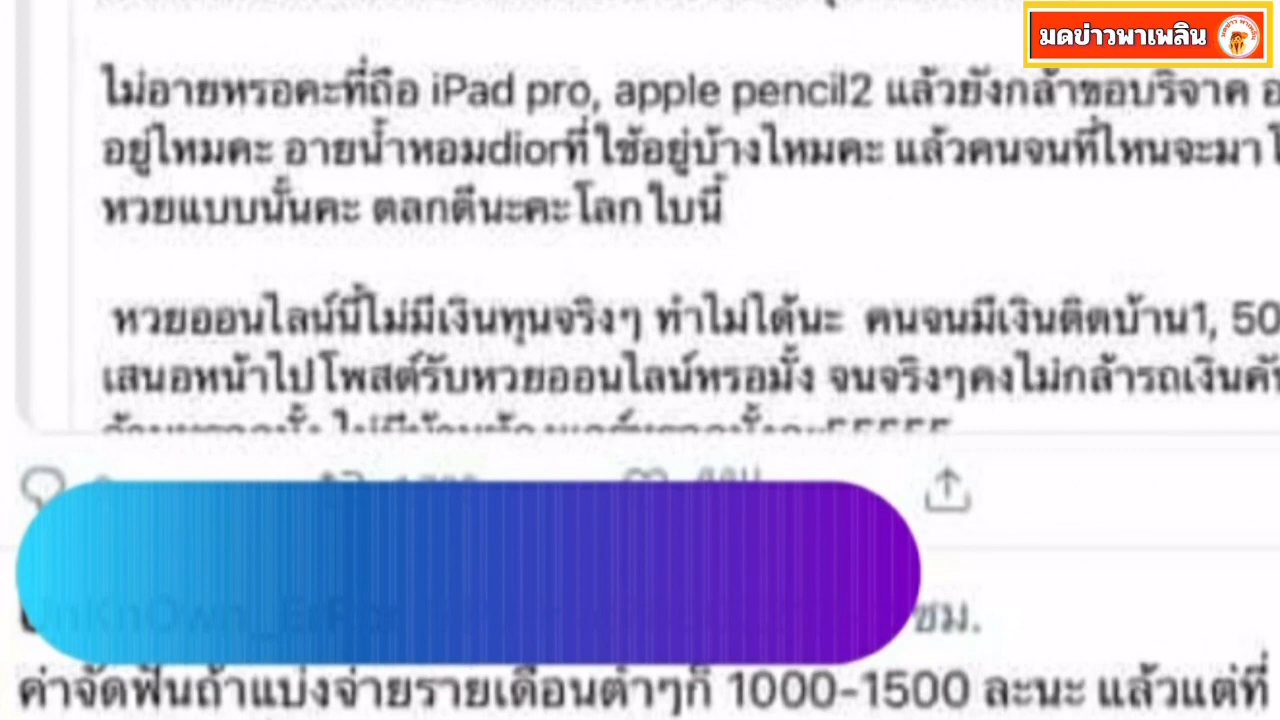 มดข่าวพาเพลิน
ไม่อายหรอคะที่ถือ iPad pro, apple pencil2 แล้วยังกล้าขอบริจาค
อยู่ไหมคะ อายน้ำหอมdiorที่ใช้อยู่บ้างไหมคะ แล้วคนจนที่ไหนจะมา
หวยแบบนั้นคะ ตลกดีนะคะโลกใบนี้
หวยออนไลน์นี้ไม่มีเงินทุนจริงๆ ทำไม่ได้นะ คนจนมีเงินติดบ้าน1, 50
เสนอหน้าไปโพสต์รับหวยออนไลน์หรอมั้ง จนจริงๆคงไม่กล้ารถเงินคั
UnKnOwn_ErRor
ชม.
ค่าจัดฟันถ้าแบ่งจ่ายรายเดือนต่ำๆก็ 1000-1500 ละนะ แล้วแต่ที่